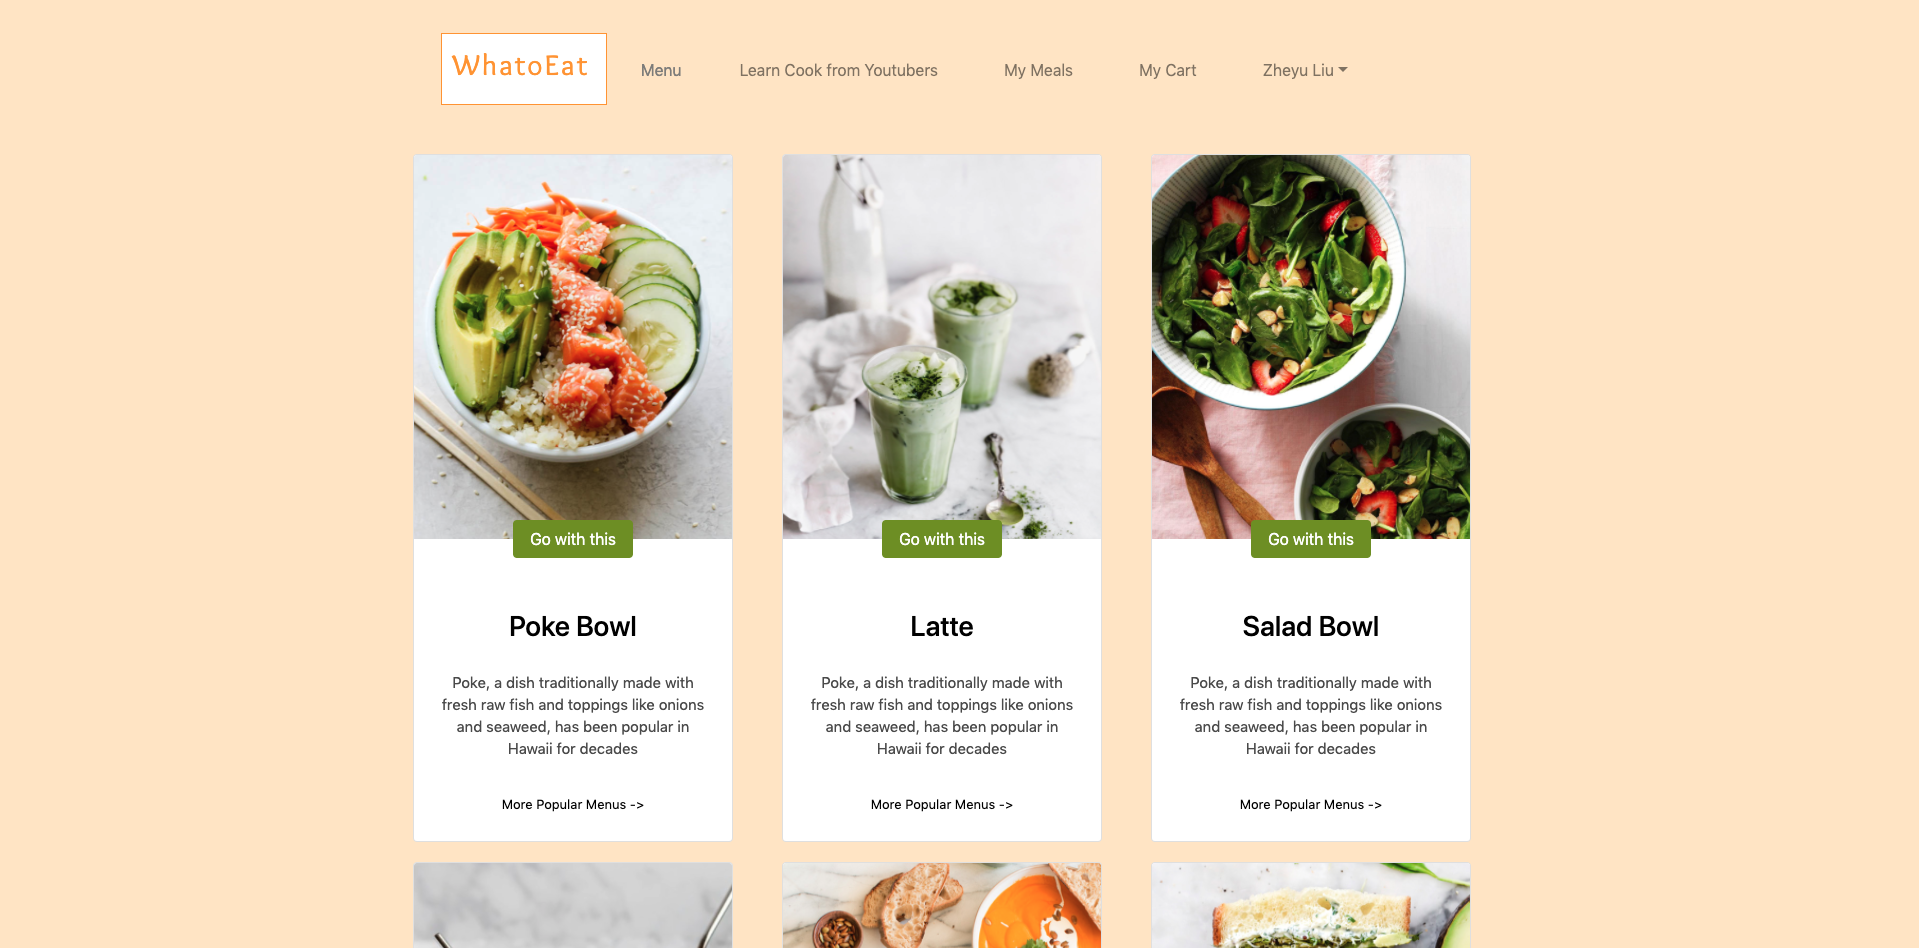 WhatoEat
Menu
Learn Cook from Youtubers
My Meals
My Cart
Zheyu Liu
Go with this
Poke Bowl
Poke, a dish traditionally made with
fresh raw fish and toppings like onions
and seaweed, has been popular in
Hawaii for decades
More Popular Menus ->
Go with this
Latte
Poke, a dish traditionally made with
fresh raw fish and toppings like onions
and seaweed, has been popular in
Hawaii for decades
More Popular Menus ->
Go with this
Salad Bowl
Poke, a dish traditionally made with
fresh raw fish and toppings like onions
and seaweed, has been popular in
Hawaii for decades
More Popular Menus ->